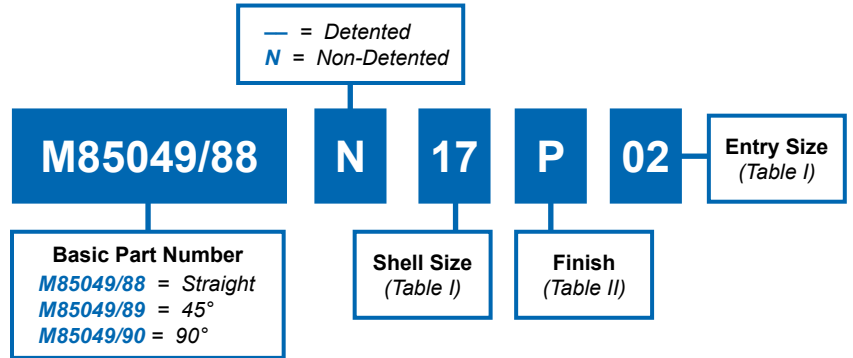 — = Detented
N = Non-Detented
M85049/88 N 17 P 02
Entry Size
(Table I)
Basic Part Number
M85049/88 = Straight
M85049/89 = 45°
M85049/90 = 90°
Shell Size
(Table I)
Finish
(Table II)